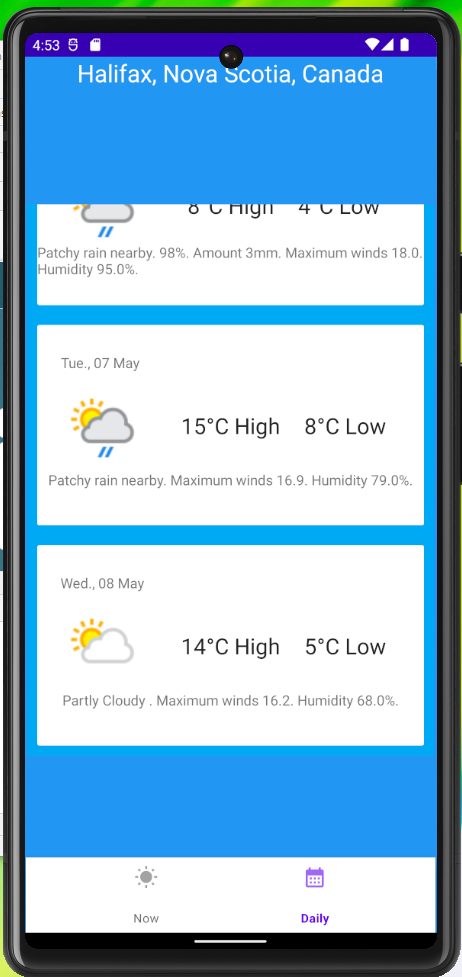 4:53
Halifax, Nova Scotia, Canada
8°C High 4°C Low
Patchy rain nearby. 98%. Amount 3mm. Maximum winds 18.0.
Humidity 95.0%.
Tue., 07 May
15°C High 8°C Low
Patchy rain nearby. Maximum winds 16.9. Humidity 79.0%.
Wed., 08 May
14°C High 5°C Low
Partly Cloudy . Maximum winds 16.2. Humidity 68.0%.
Now Daily